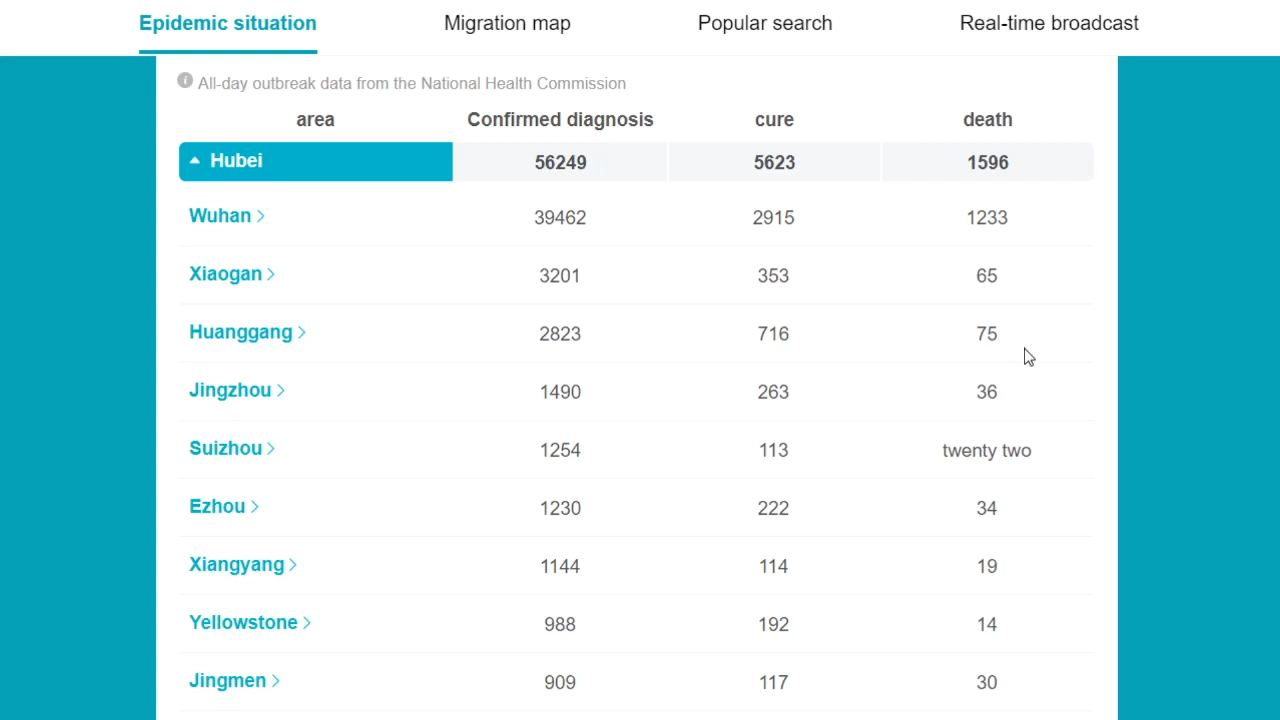 Epidemic situation Migration map Popular search Real-time broadcast
All-day outbreak data from the National Health Commission
area Confirmed diagnosis cure death
Hubei 56249 5623 1596
Wuhan 39462 2915 1233
Xiaogan 3201 353 65
Huanggang 2823 716 75
Jingzhou 1490 263 36
Suizhou 1254 113 twenty two
Ezhou 1230 222 34
Xiangyang 1144 114 19
Yellowstone 988 192 14
Jingmen 909 117 30